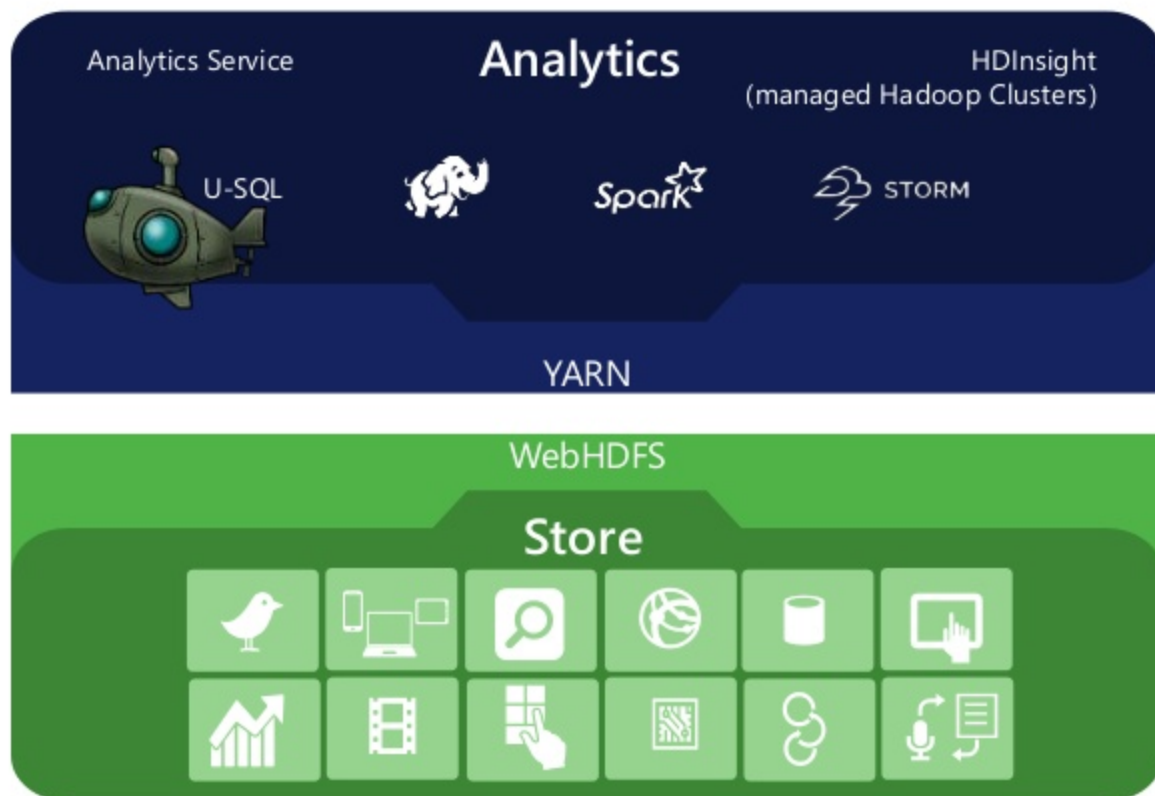 Analytics Service
Analytics
HDInsight
(managed Hadoop Clusters)
U-SQL
Spark
STORM
YARN
WebHDFS
Store